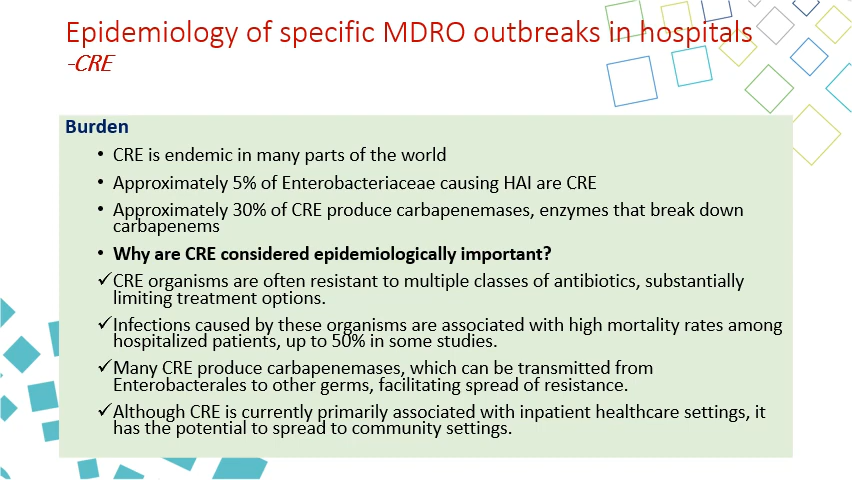 Epidemiology of specific MDRO outbreaks in hospitals
-CRE
Burden
• CRE is endemic in many parts of the world
• Approximately 5% of Enterobacteriaceae causing HAI are CRE
• Approximately 30% of CRE produce carbapenemases, enzymes that break down
carbapenems
• Why are CRE considered epidemiologically important?
✓CRE organisms are often resistant to multiple classes of antibiotics, substantially
limiting treatment options.
✓Infections caused by these organisms are associated with high mortality rates among
hospitalized patients, up to 50% in some studies.
✓Many CRE produce carbapenemases, which can be transmitted from
Enterobacterales to other germs, facilitating spread of resistance.
✓Although CRE is currently primarily associated with inpatient healthcare settings, it
has the potential to spread to community settings.